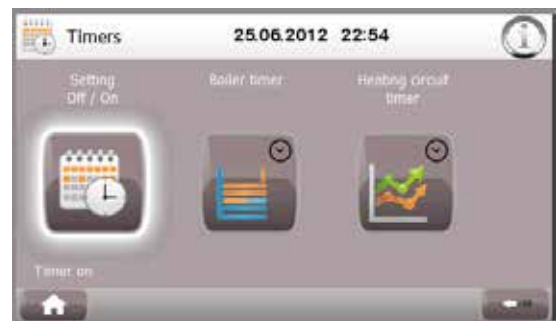 Timers
25.06.2012 22:54
Setting
Off / On
Boiler timer
Heating circuit
timer
Timer on